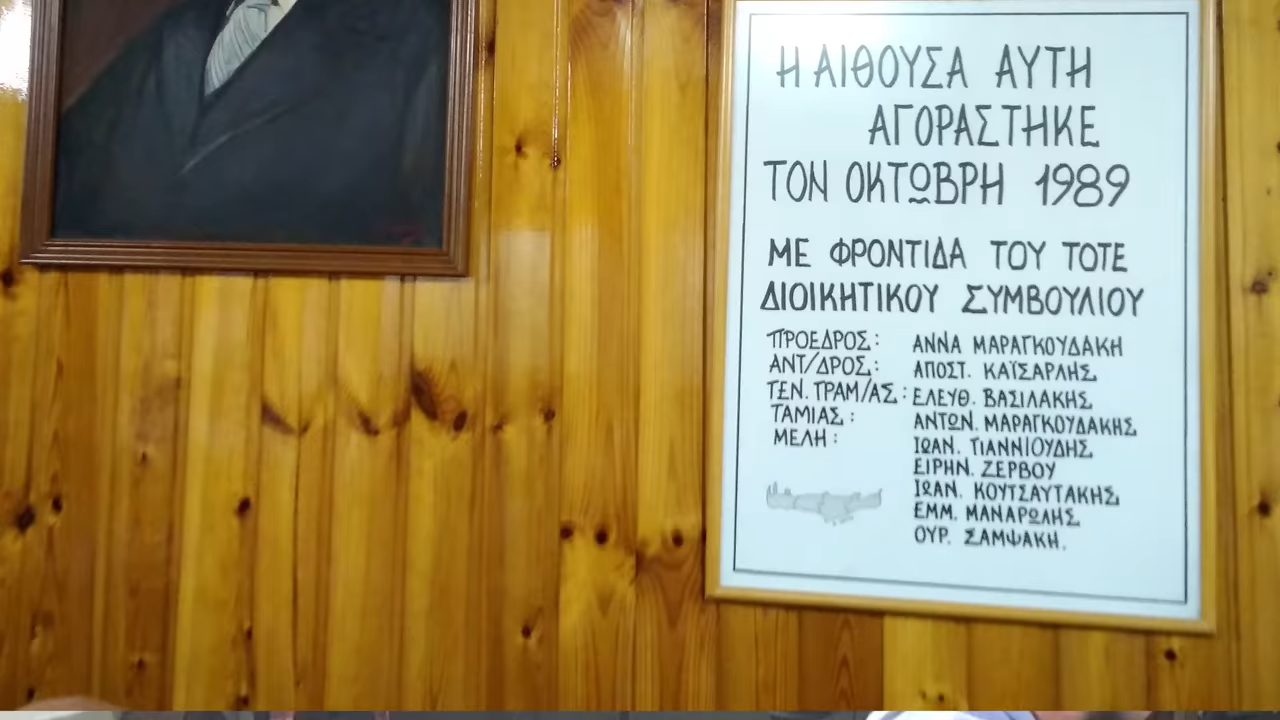 Η ΑΙΘΟΥΣΑ ΑΥΤΗ
ΑΓΟΡΑΣΤΗΚΕ
ΤΟΝ ΟΚΤΩΒΡΗ 1989
ΜΕ ΦΡΟΝΤΙΔΑ ΤΟΥ ΤΟΤΕ
ΔΙΟΙΚΗΤΙΚΟΥ ΣΥΜΒΟΥΛΙΟΥ
ΠΡΟΕΔΡΟΣ: ΑΝΝΑ ΜΑΡΑΓΚΟΥΔΑΚΗ
ΑΝΤ/ΔΡΟΣ: ΑΠΟΣΤ. ΚΑΪΣΑΡΛΗΣ
ΓΕΝ. ΓΡΑΜ/ΑΣ: ΕΛΕΥΘ. ΒΑΣΙΛΑΚΗΣ
ΤΑΜΙΑΣ: ΑΝΤΩΝ. ΜΑΡΑΓΚΟΥΔΑΚΗΣ
ΜΕΛΗ: ΙΩΑΝ. ΓΙΑΝΝΙΟΥΔΗΣ
ΕΙΡΗΝ. ΖΕΡΒΟΥ
ΙΩΑΝ. ΚΟΥΤΣΑΥΤΑΚΗΣ
ΕΜΜ. ΜΑΝΑΡΩΛΗΣ
ΟΥΡ. ΣΑΜΨΑΚΗ.